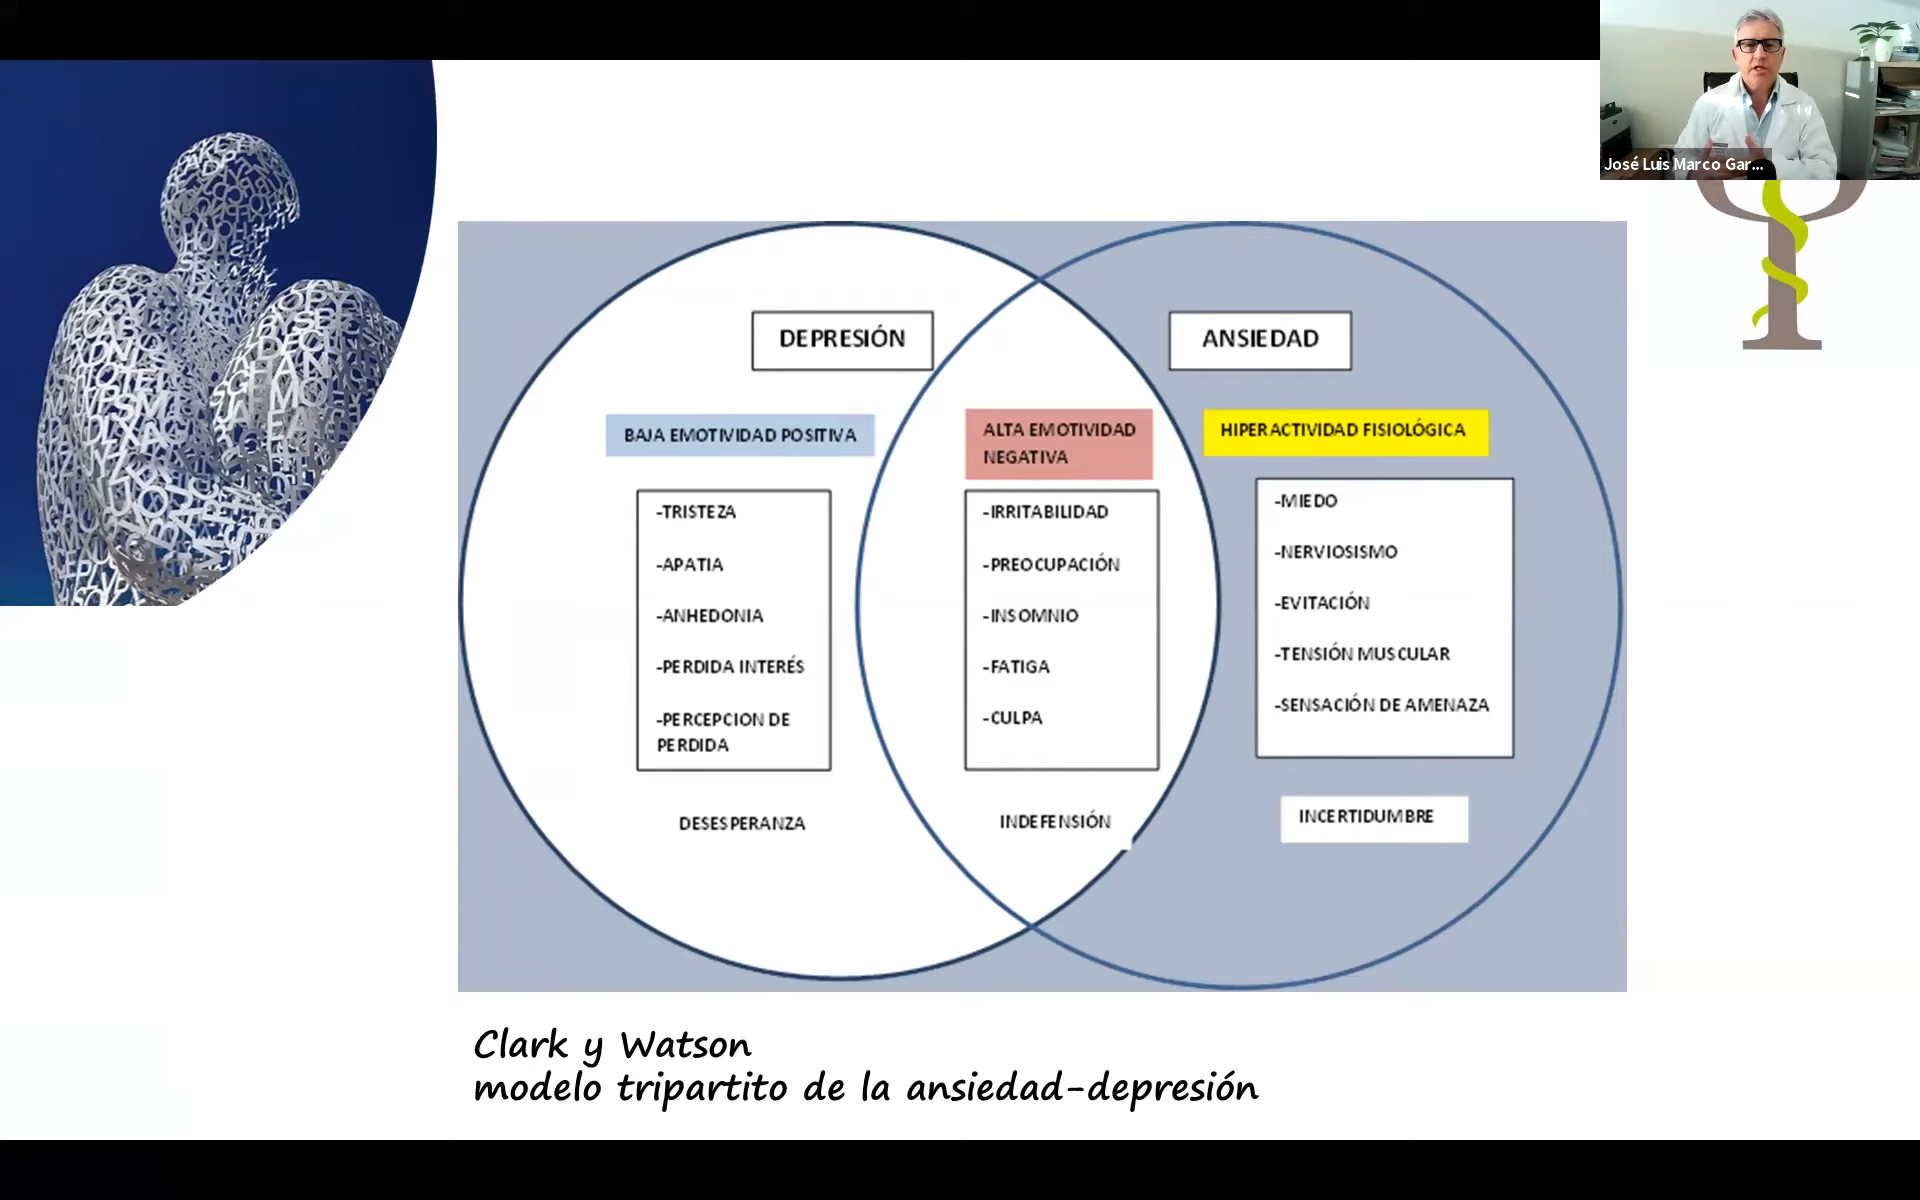 José Luis Marco Gar...
DEPRESIÓN
BAJA EMOTIVIDAD POSITIVA
-TRISTEZA
-APATIA
-ANHEDONIA
-PERDIDA INTERÉS
-PERCEPCION DE
PERDIDA
DESESPERANZA
ALTA EMOTIVIDAD
NEGATIVA
-IRRITABILIDAD
-PREOCUPACIÓN
-INSOMNIO
-FATIGA
-CULPA
INDEFENSIÓN
ANSIEDAD
HIPERACTIVIDAD FISIOLÓGICA
-MIEDO
-NERVIOSISMO
-EVITACIÓN
-TENSIÓN MUSCULAR
-SENSACIÓN DE AMENAZA
INCERTIDUMBRE
Clark y Watson
modelo tripartito de la ansiedad-depresión